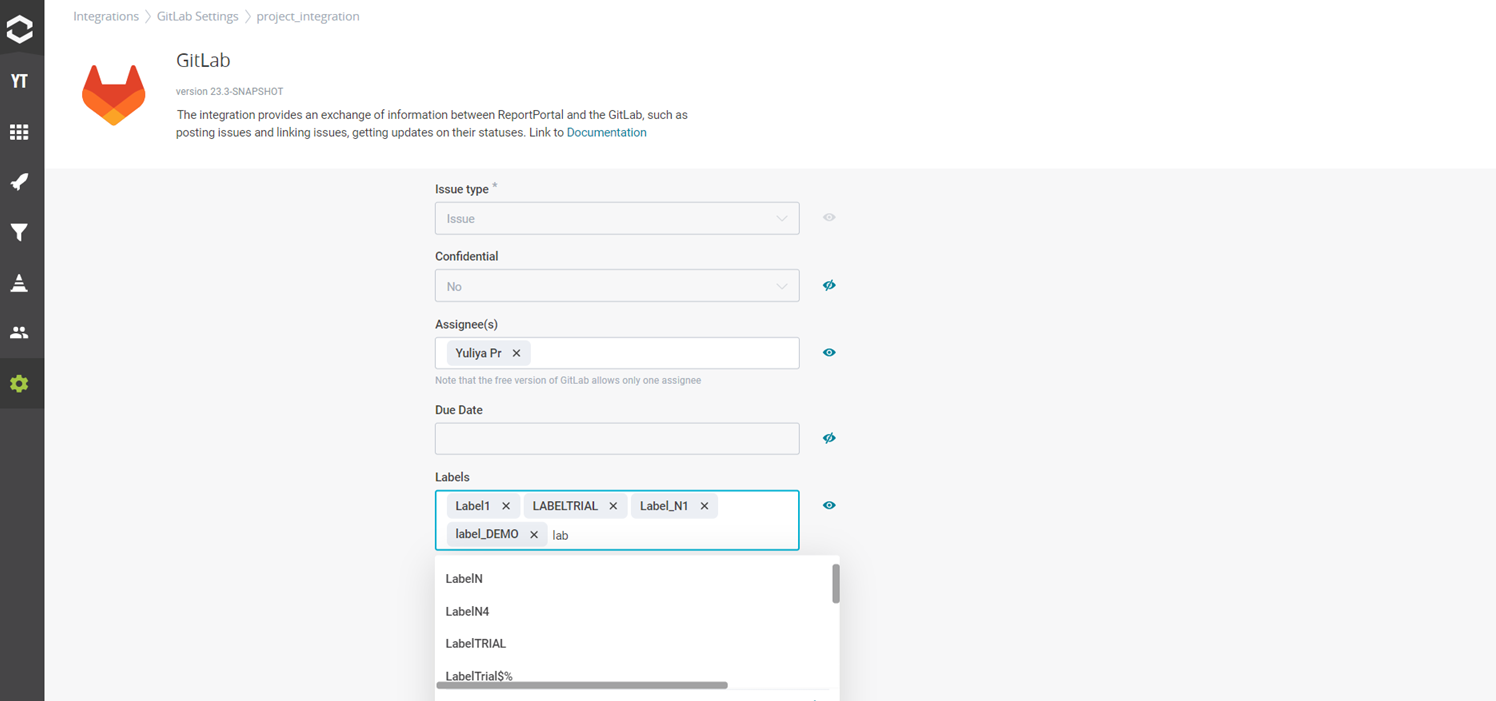 Integrations > GitLab Settings > project_integration
GitLab
YT
version 23.3-SNAPSHOT
The integration provides an exchange of information between ReportPortal and the GitLab, such as
posting issues and linking issues, getting updates on their statuses. Link to Documentation
Issue type *
Issue
Confidential
No
Assignee(s)
Yuliya Pr ×
Note that the free version of GitLab allows only one assignee
Due Date
Labels
Label1 × LABELTRIAL × Label_N1 ×
label_DEMO × lab
LabelN
LabelN4
LabelTRIAL
LabelTrial$%